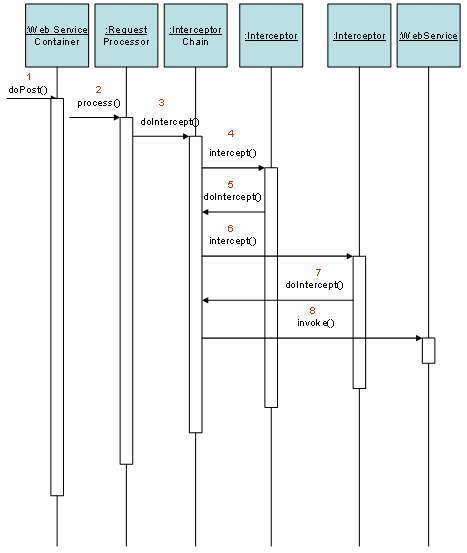 :Web Service
Container
:Request
Processor
:Interceptor
Chain
:Interceptor
:Interceptor
:WebService
1
doPost()
2
process()
3
doIntercept()
4
intercept()
5
doIntercept()
6
intercept()
7
doIntercept()
8
invoke()